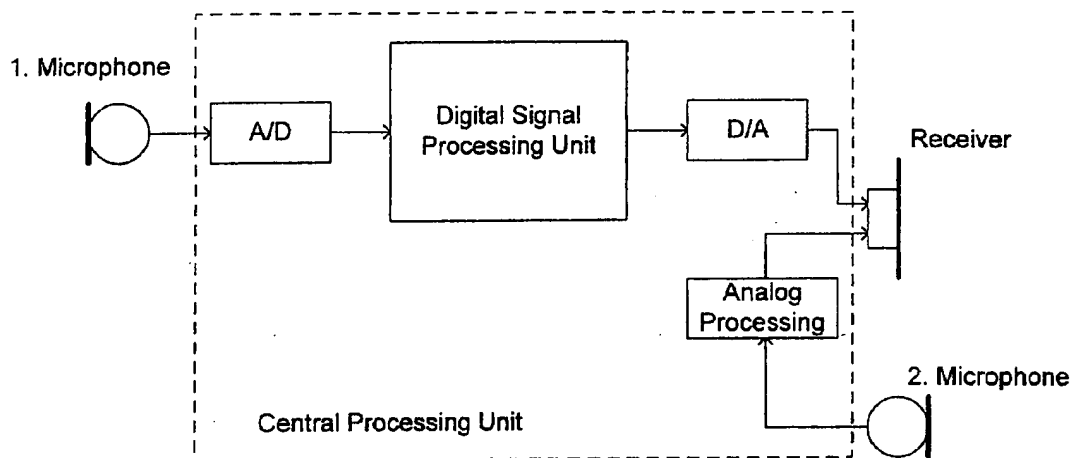 1. Microphone
A/D
Digital Signal
Processing Unit
D/A
Receiver
Analog
Processing
2. Microphone
Central Processing Unit